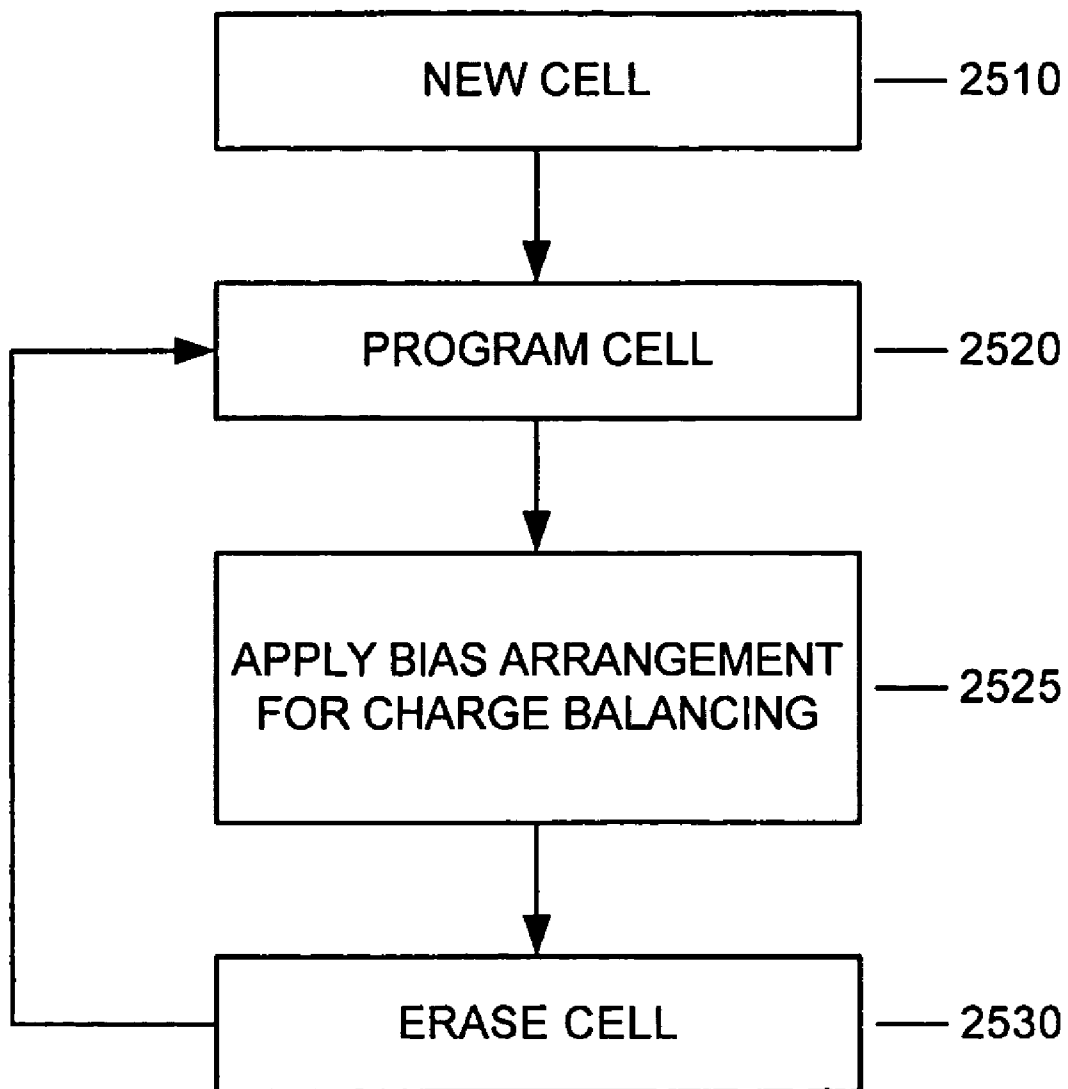 NEW CELL
2510
PROGRAM CELL
2520
APPLY BIAS ARRANGEMENT
FOR CHARGE BALANCING
2525
ERASE CELL
2530